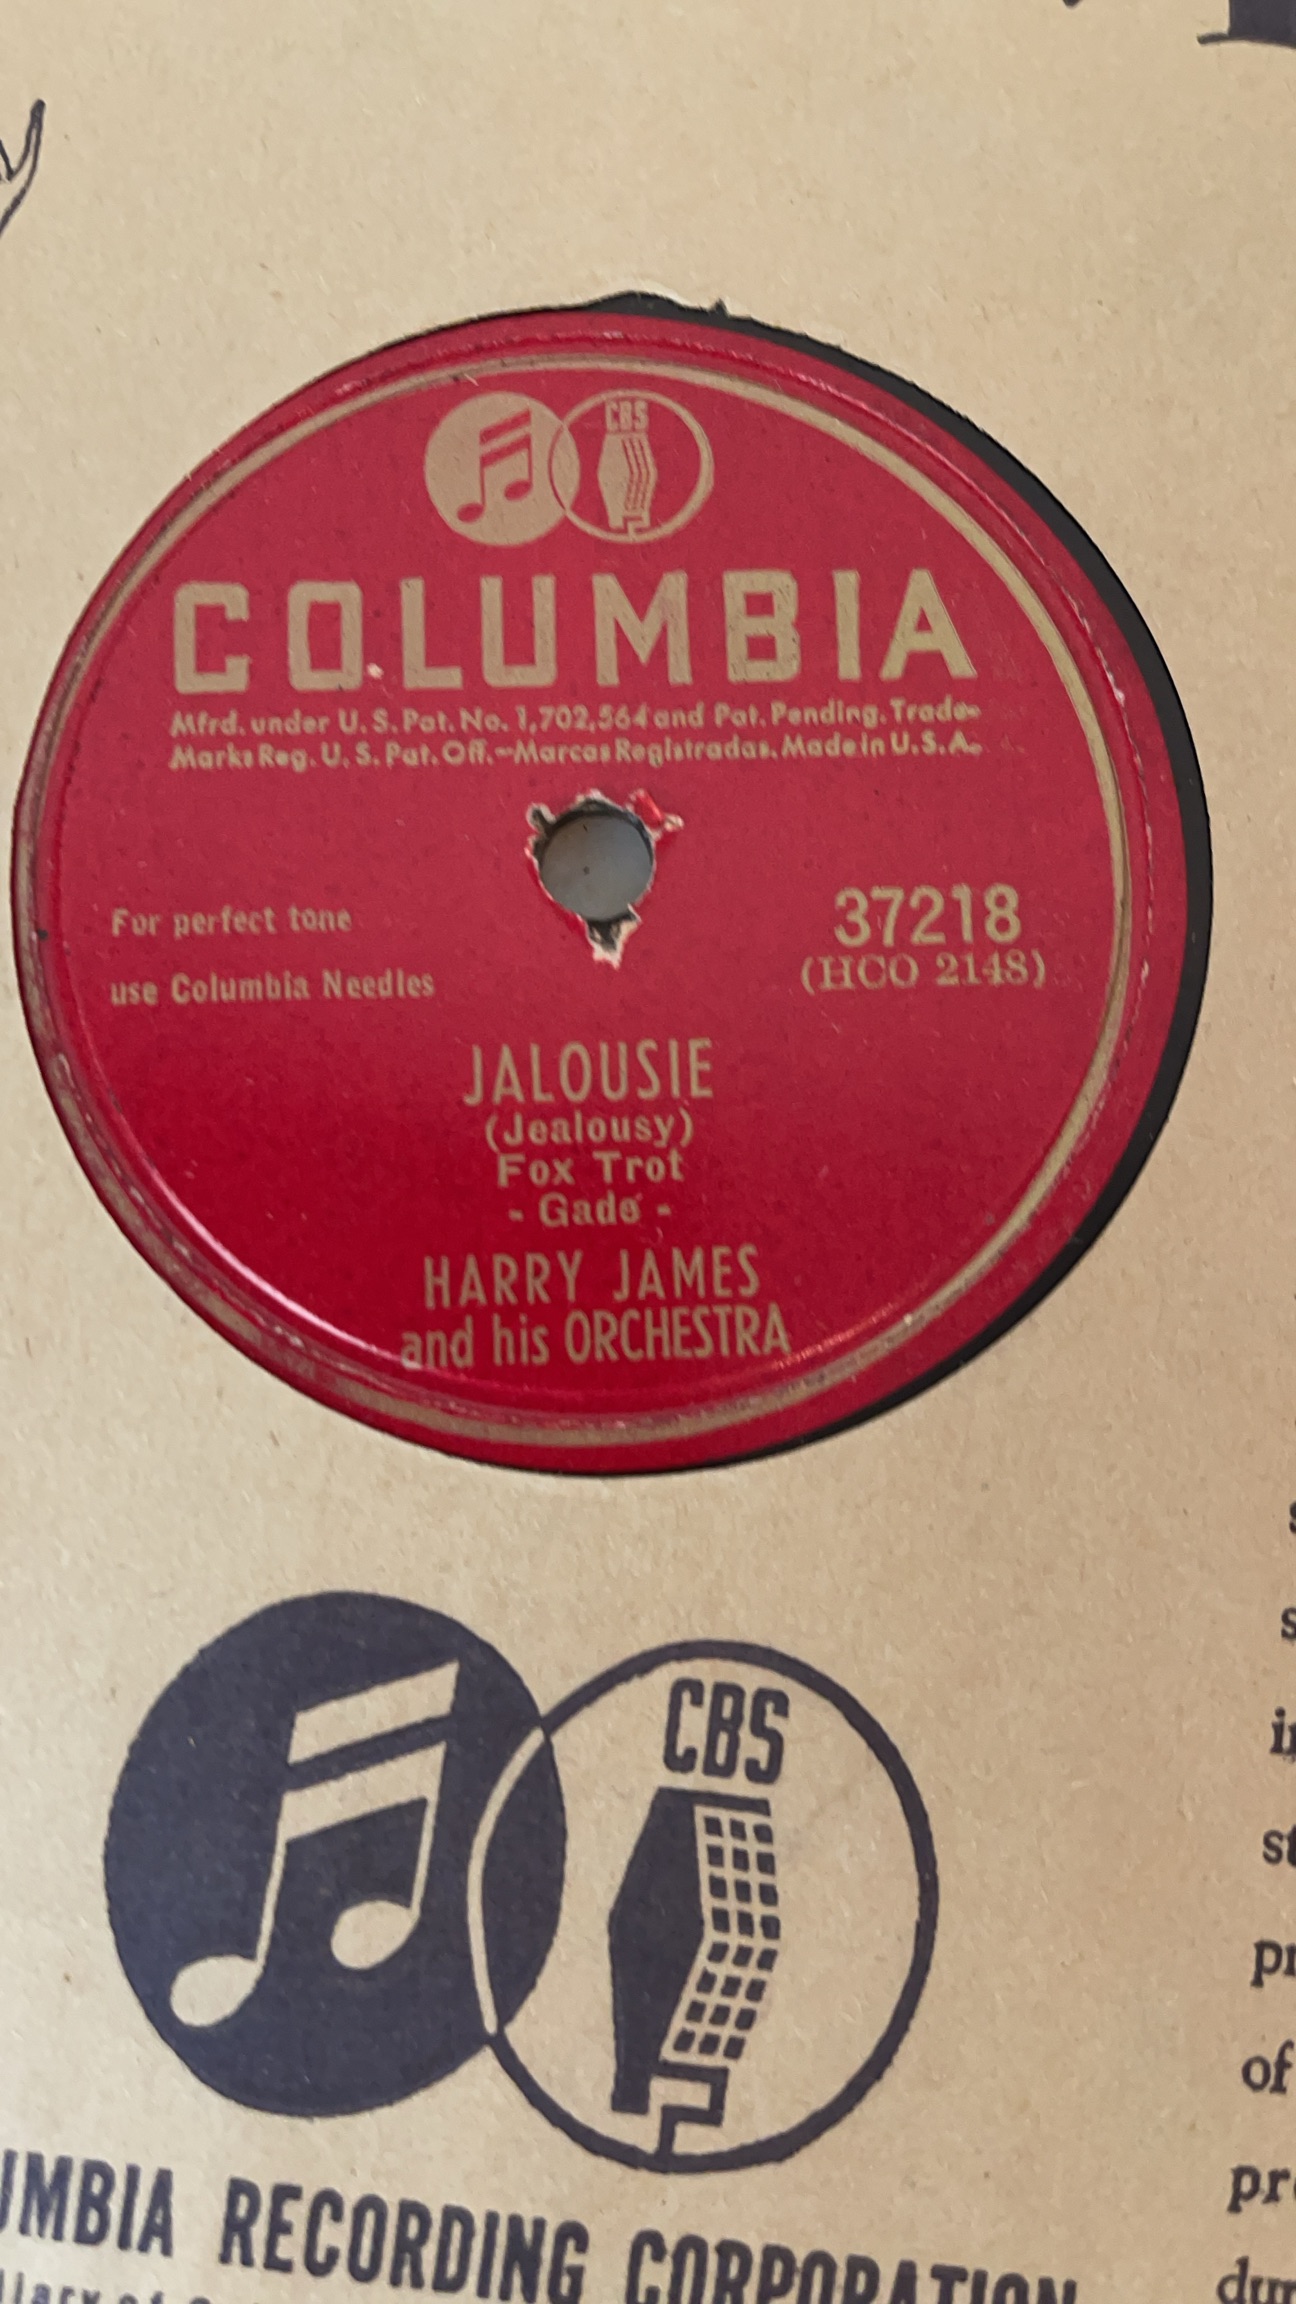 CBS
COLUMBIA
Mfrd. under U. S. Pat. No. 1,702,564 and Pat. Pending. Trade-
Marks Reg. U. S. Pat. Off.-Marcas Registradas. Made in U. S. A.
For perfect tone
use Columbia Needles
37218
(HCO 2148)
JALOUSIE
(Jealousy)
Fox Trot
- Gade -
HARRY JAMES
and his ORCHESTRA
CBS
UMBIA RECORDING CORPORATION
of